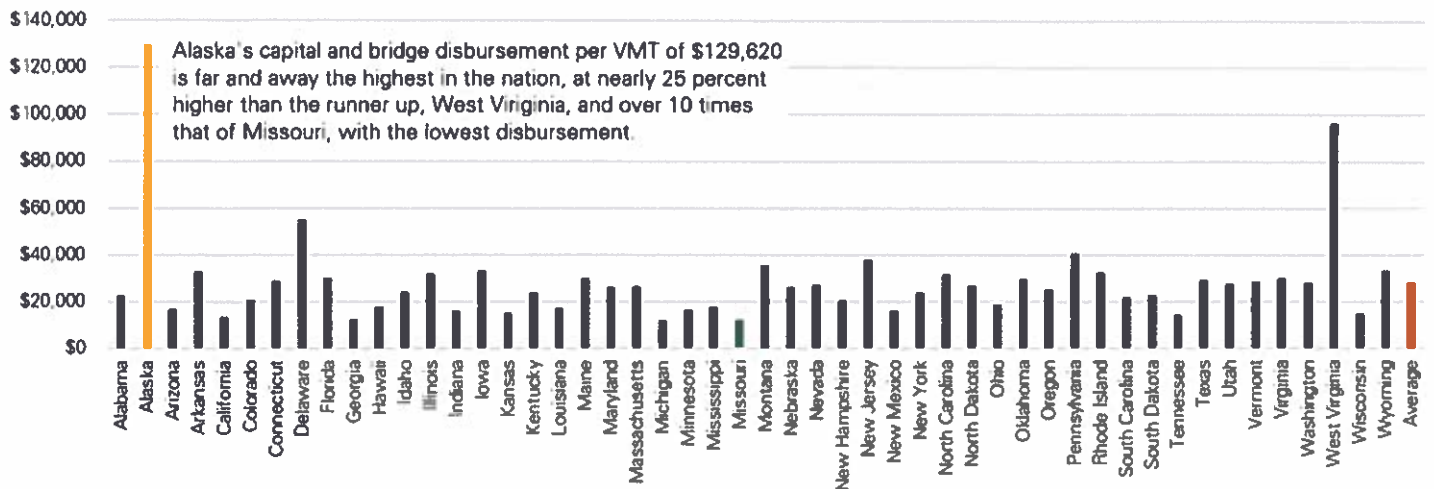 $140,000
$120,000
$100,000
$80,000
$60,000
$40,000
$20,000
$0
Alaska's capital and bridge disbursement per VMT of $129,620
is far and away the highest in the nation, at nearly 25 percent
higher than the runner up, West Viriginia, and over 10 times
that of Missouri, with the lowest disbursement.
Alabama
Alaska
Arizona
Arkansas
California
Colorado
Connecticut
Delaware
Florida
Georgia
Hawaii
Idaho
Illinois
Indiana
Iowa
Kansas
Kentucky
Louisiana
Maine
Maryland
Massachusetts
Michigan
Minnesota
Mississippi
Missouri
Montana
Nebraska
Nevada
New Hampshire
New Jersey
New Mexico
New York
North Carolina
North Dakota
Ohio
Oklahoma
Oregon
Pennsylvania
Rhode Island
South Carolina
South Dakota
Tennessee
Texas
Utah
Vermont
Virginia
Washington
West Virginia
Wisconsin
Wyoming
Average